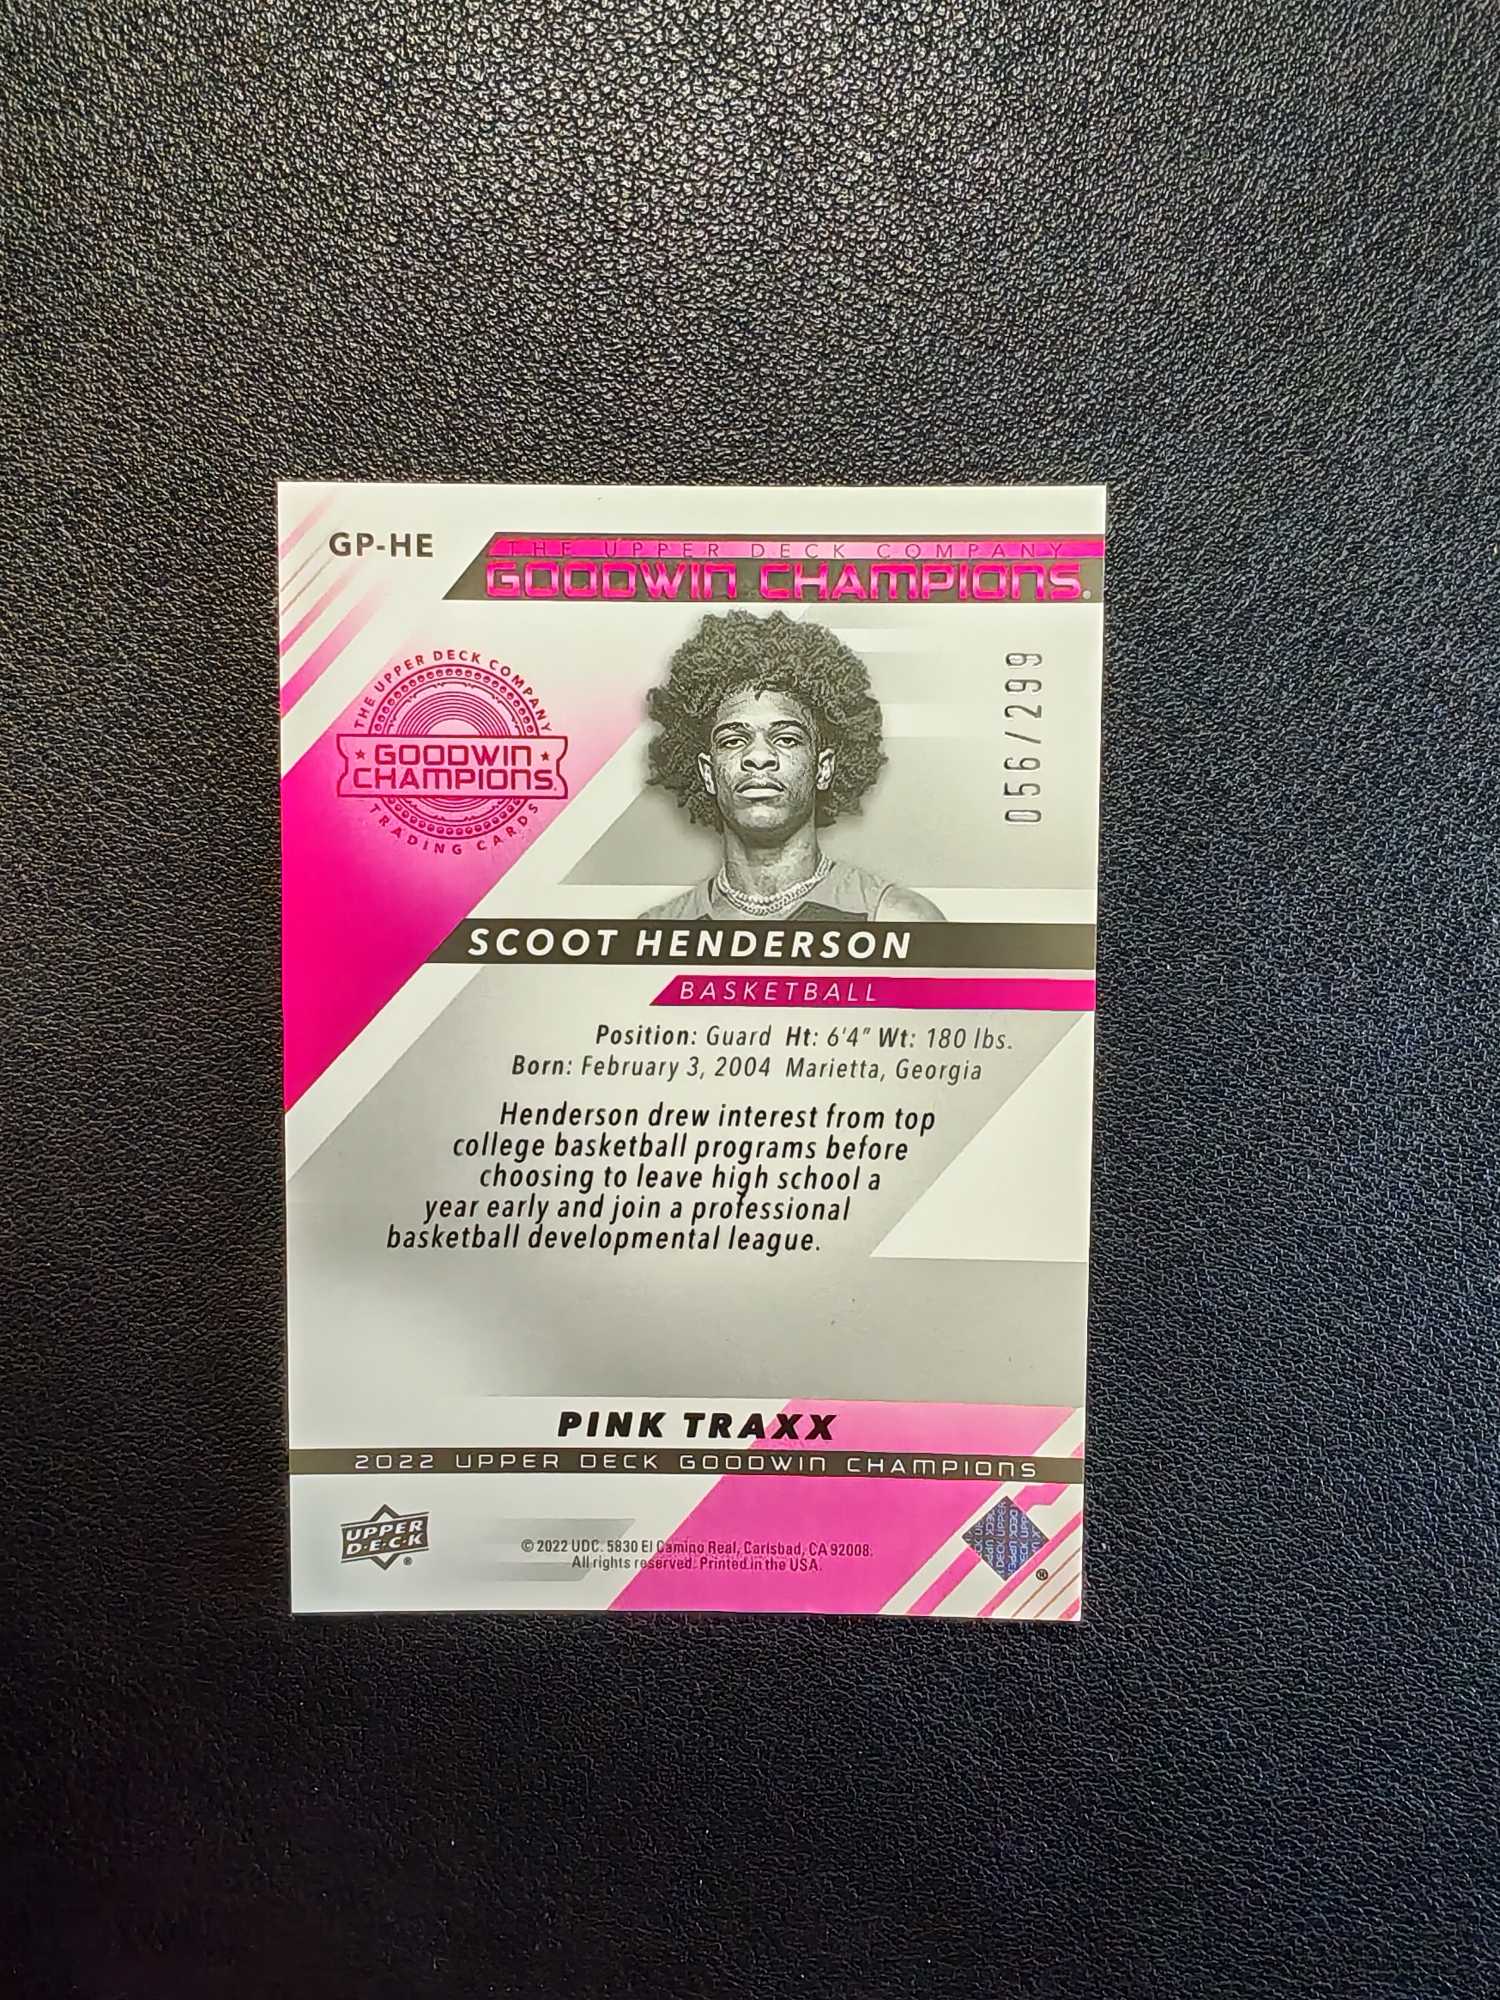 GP-HE
THE UPPER DECK COMPANY
GOODWIN CHAMPIONS®
THE UPPER DECK COMPANY
GOODWIN
CHAMPIONS
TRADING CARDS
056/299
SCOOT HENDERSON
BASKETBALL
Position: Guard Ht: 6'4" Wt: 180 lbs.
Born: February 3, 2004 Marietta, Georgia
Henderson drew interest from top
college basketball programs before
choosing to leave high school a
year early and join a professional
basketball developmental league.
PINK TRAXX
2022 UPPER DECK GOODWIN CHAMPIONS
UPPER
D·E·C·K
®
© 2022 UDC. 5830 El Camino Real, Carlsbad, CA 92008.
All rights reserved. Printed in the USA.
UPPER DECK